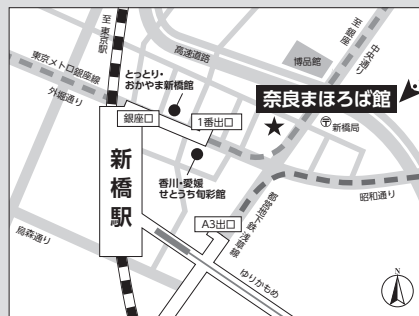 至 東京駅
東京メトロ銀座線
外堀通り
とっとり・
おかやま新橋館
高速道路
博品館
至 銀座
中央通り
奈良まほろば館
新橋局
銀座口
1番出口
新橋駅
香川・愛媛
せとうち旬彩館
昭和通り
都営地下鉄浅草線
A3出口
烏森通り
ゆりかもめ
N